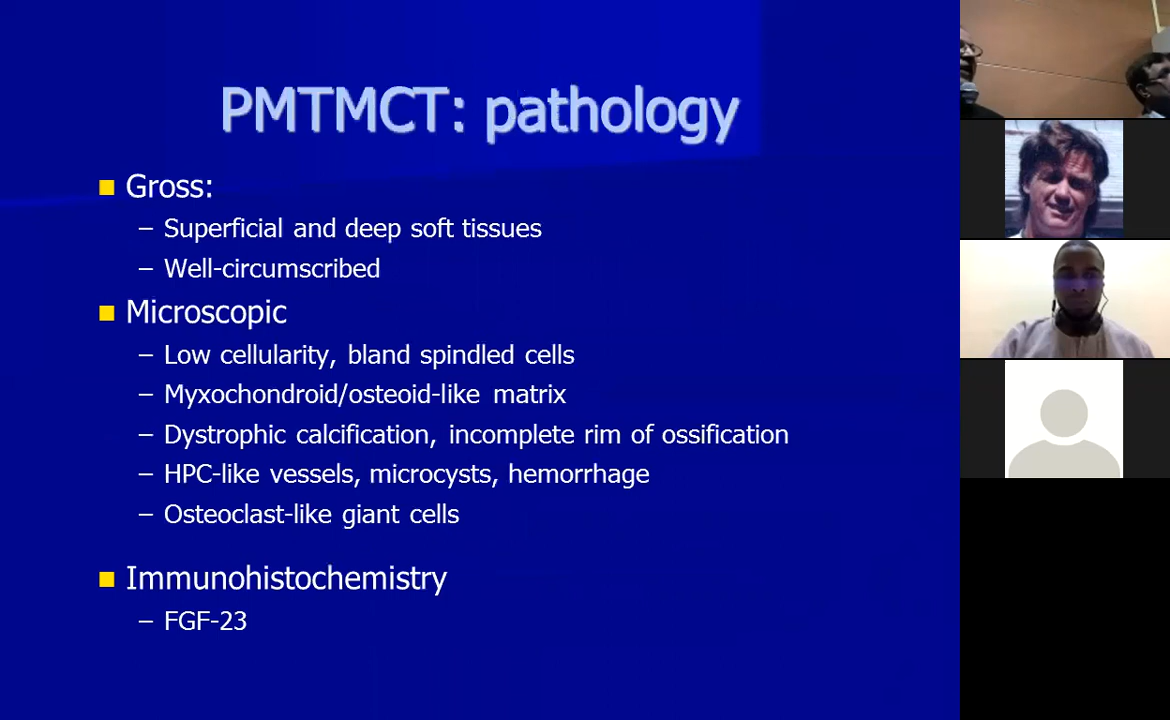 PMTMCT: pathology
Gross:
– Superficial and deep soft tissues
– Well-circumscribed
Microscopic
– Low cellularity, bland spindled cells
– Myxochondroid/osteoid-like matrix
– Dystrophic calcification, incomplete rim of ossification
– HPC-like vessels, microcysts, hemorrhage
– Osteoclast-like giant cells
Immunohistochemistry
– FGF-23